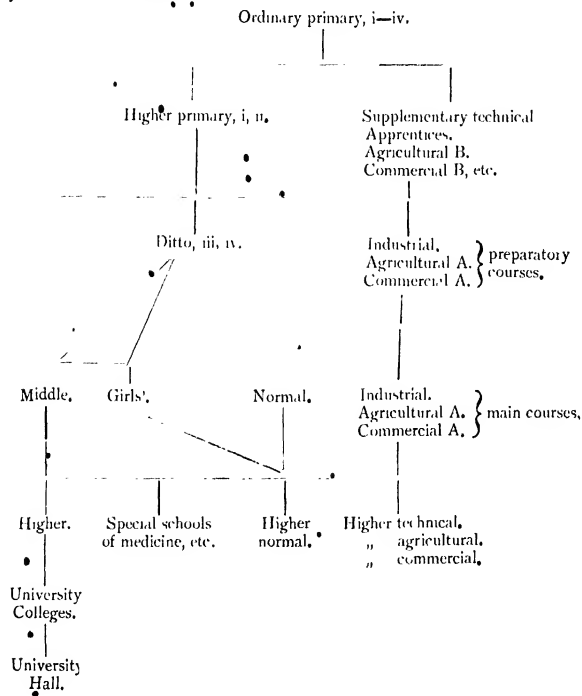 Ordinary primary, i—iv.
Higher primary, i, ii.
Supplementary technical
Apprentices.
Agricultural B.
Commercial B, etc.
Ditto, iii, iv.
Industrial.
Agricultural A.
Commercial A.
preparatory
courses.
Middle.
Girls'.
Normal.
Industrial.
Agricultural A.
Commercial A.
main courses.
Higher.
Special schools
of medicine, etc.
Higher
normal.
Higher technical.
„ agricultural.
„ commercial.
University
Colleges.
University
Hall.